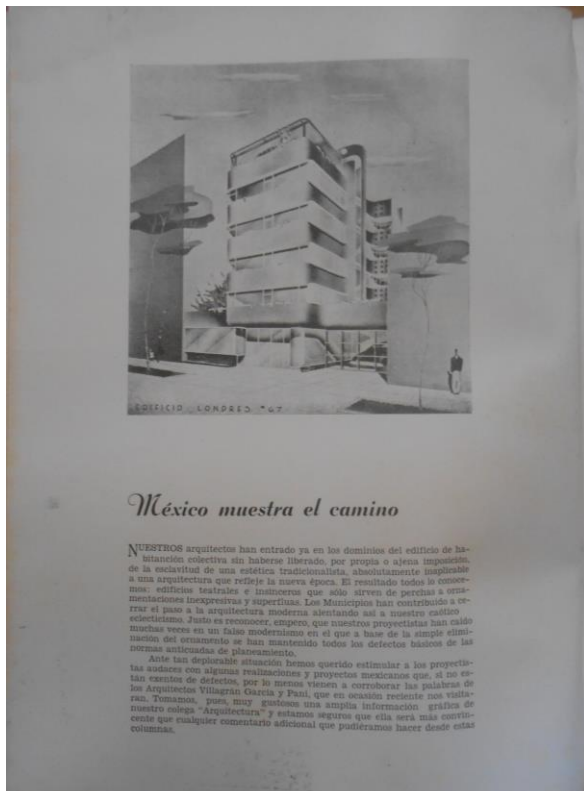 EDIFICIO LONDRES #47
México muestra el camino
NUESTROS arquitectos han entrado ya en los dominios del edificio de ha-
bitanción colectiva sin haberse liberado, por propia o ajena imposición,
de la esclavitud de una estética tradicionalista, absolutamente inaplicable
a una arquitectura que refleje la nueva época. El resultado todos lo conoce-
mos: edificios teatrales e insinceros que sólo sirven de perchas a orna-
mentaciones inexpresivas y superfluas. Los Municipios han contribuído a ce-
rrar el paso a la arquitectura moderna alentando así a nuestro caótico
eclecticismo. Justo es reconocer, empero, que nuestros proyectistas han caído
muchas veces en un falso modernismo en el que a base de la simple elimi-
nación del ornamento se han mantenido todos los defectos básicos de las
normas anticuadas de planeamiento.
Ante tan deplorable situación hemos querido estimular a los proyectis-
tas audaces con algunas realizaciones y proyectos mexicanos que, si no es-
tán exentos de defectos, por lo menos vienen a corroborar las palabras de
los Arquitectos Villagrán García y Pani, que en ocasión reciente nos visita-
ran. Tomamos, pues, muy gustosos una amplia información gráfica de
nuestro colega "Arquitectura" y estamos seguros que ella será más convin-
cente que cualquier comentario adicional que pudiéramos hacer desde estas
columnas.